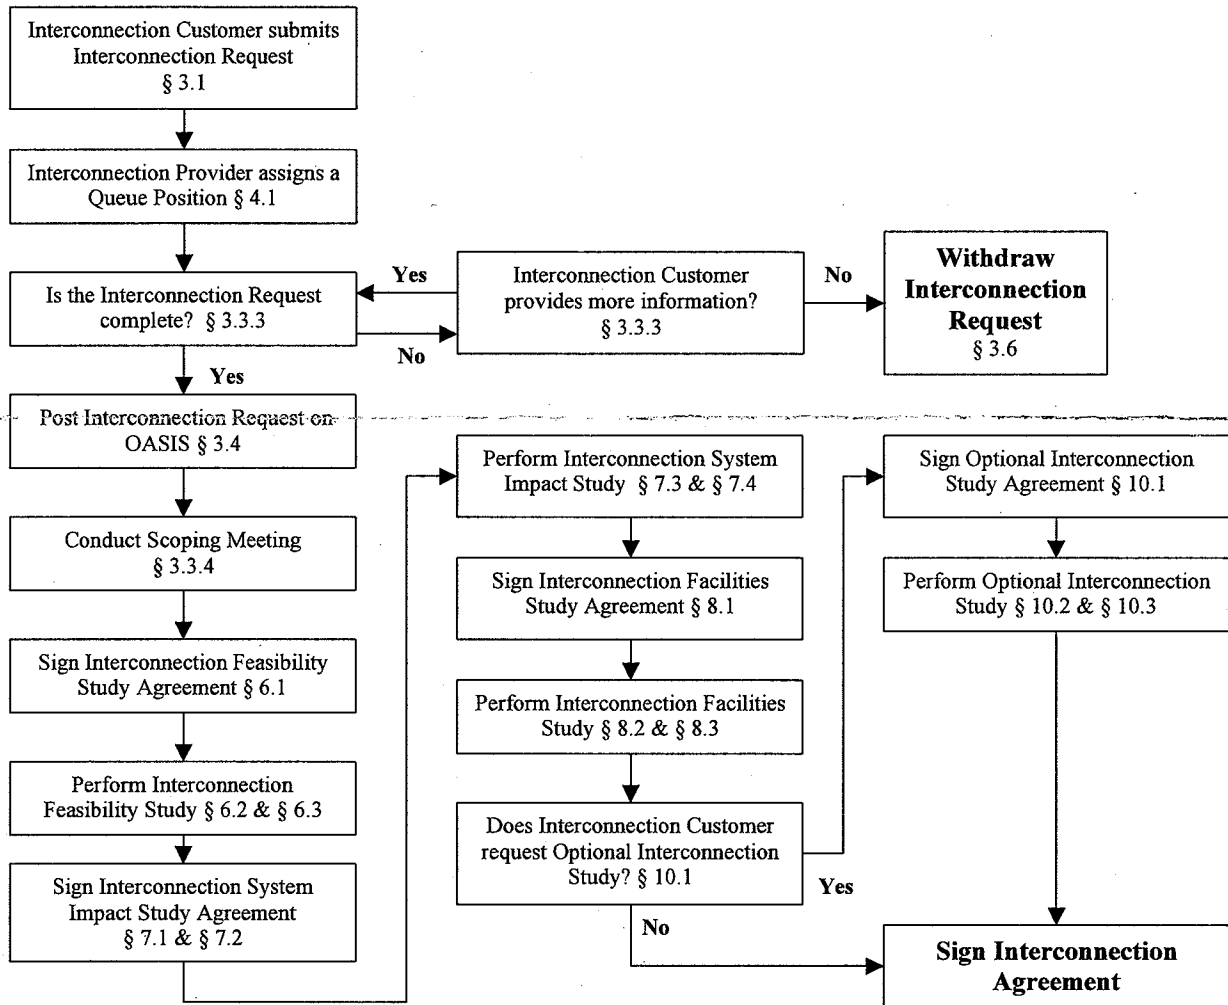 Interconnection Customer submits
Interconnection Request
§ 3.1
Interconnection Provider assigns a
Queue Position § 4.1
Is the Interconnection Request
complete? § 3.3.3
Yes
No
Interconnection Customer
provides more information?
§ 3.3.3
No
Withdraw
Interconnection
Request
§ 3.6
Yes
Post Interconnection Request on
OASIS § 3.4
Conduct Scoping Meeting
§ 3.3.4
Sign Interconnection Feasibility
Study Agreement § 6.1
Perform Interconnection
Feasibility Study § 6.2 & § 6.3
Sign Interconnection System
Impact Study Agreement
§ 7.1 & § 7.2
Perform Interconnection System
Impact Study § 7.3 & § 7.4
Sign Interconnection Facilities
Study Agreement § 8.1
Perform Interconnection Facilities
Study § 8.2 & § 8.3
Does Interconnection Customer
request Optional Interconnection
Study? § 10.1
Yes
No
Sign Optional Interconnection
Study Agreement § 10.1
Perform Optional Interconnection
Study § 10.2 & § 10.3
Sign Interconnection
Agreement